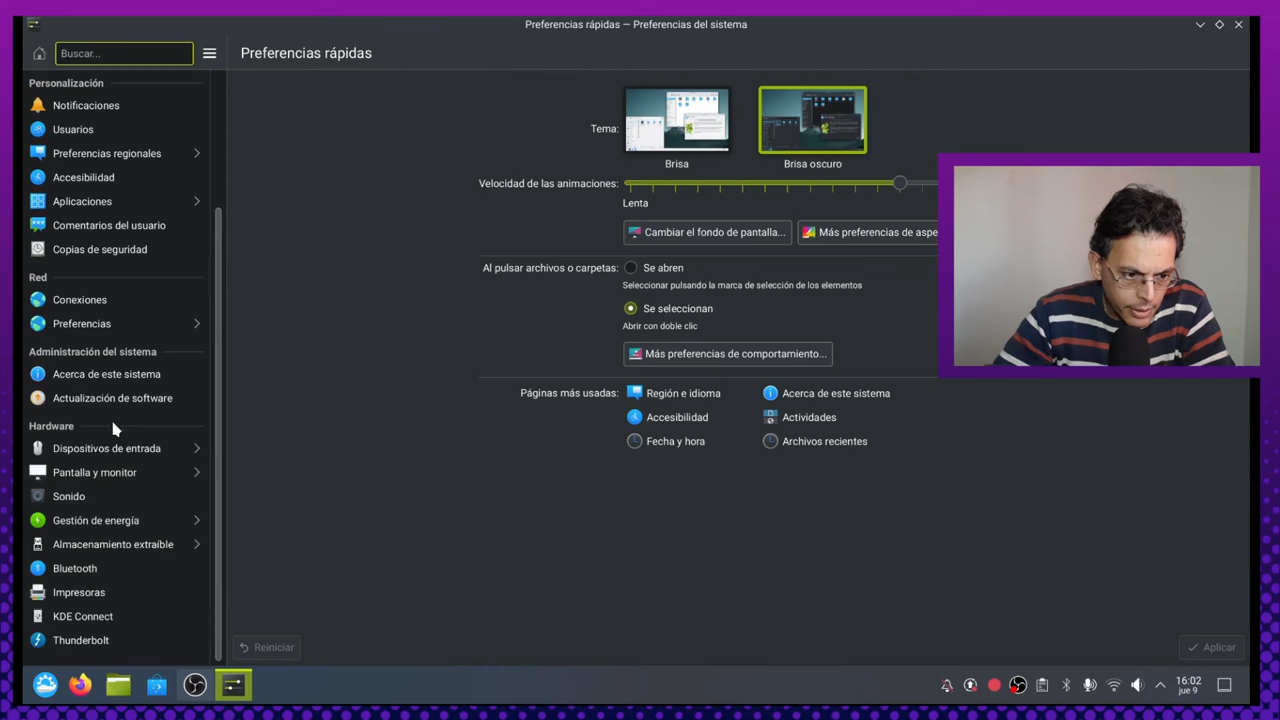 Preferencias rápidas — Preferencias del sistema
Buscar...
Preferencias rápidas
Personalización
Notificaciones
Usuarios
Preferencias regionales
Accesibilidad
Aplicaciones
Comentarios del usuario
Copias de seguridad
Red
Conexiones
Preferencias
Administración del sistema
Acerca de este sistema
Actualización de software
Hardware
Dispositivos de entrada
Pantalla y monitor
Sonido
Gestión de energía
Almacenamiento extraíble
Bluetooth
Impresoras
KDE Connect
Thunderbolt
Tema:
Brisa
Brisa oscuro
Velocidad de las animaciones:
Lenta
Cambiar el fondo de pantalla...
Más preferencias de aspe
Al pulsar archivos o carpetas:
Se abren
Seleccionar pulsando la marca de selección de los elementos
Se seleccionan
Abrir con doble clic
Más preferencias de comportamiento...
Páginas más usadas:
Región e idioma
Acerca de este sistema
Accesibilidad
Actividades
Fecha y hora
Archivos recientes
Reiniciar
Aplicar
16:02
jue 9